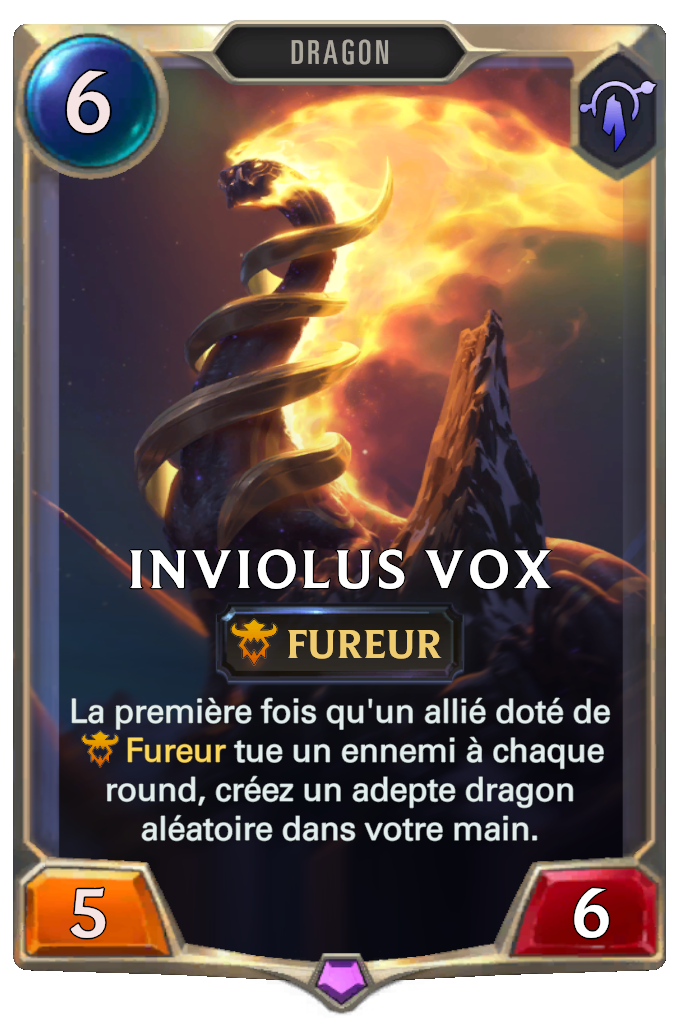 DRAGON
6
INVIOLUS VOX
FUREUR
La première fois qu'un allié doté de
Fureur tue un ennemi à chaque
round, créez un adepte dragon
aléatoire dans votre main.
5
6